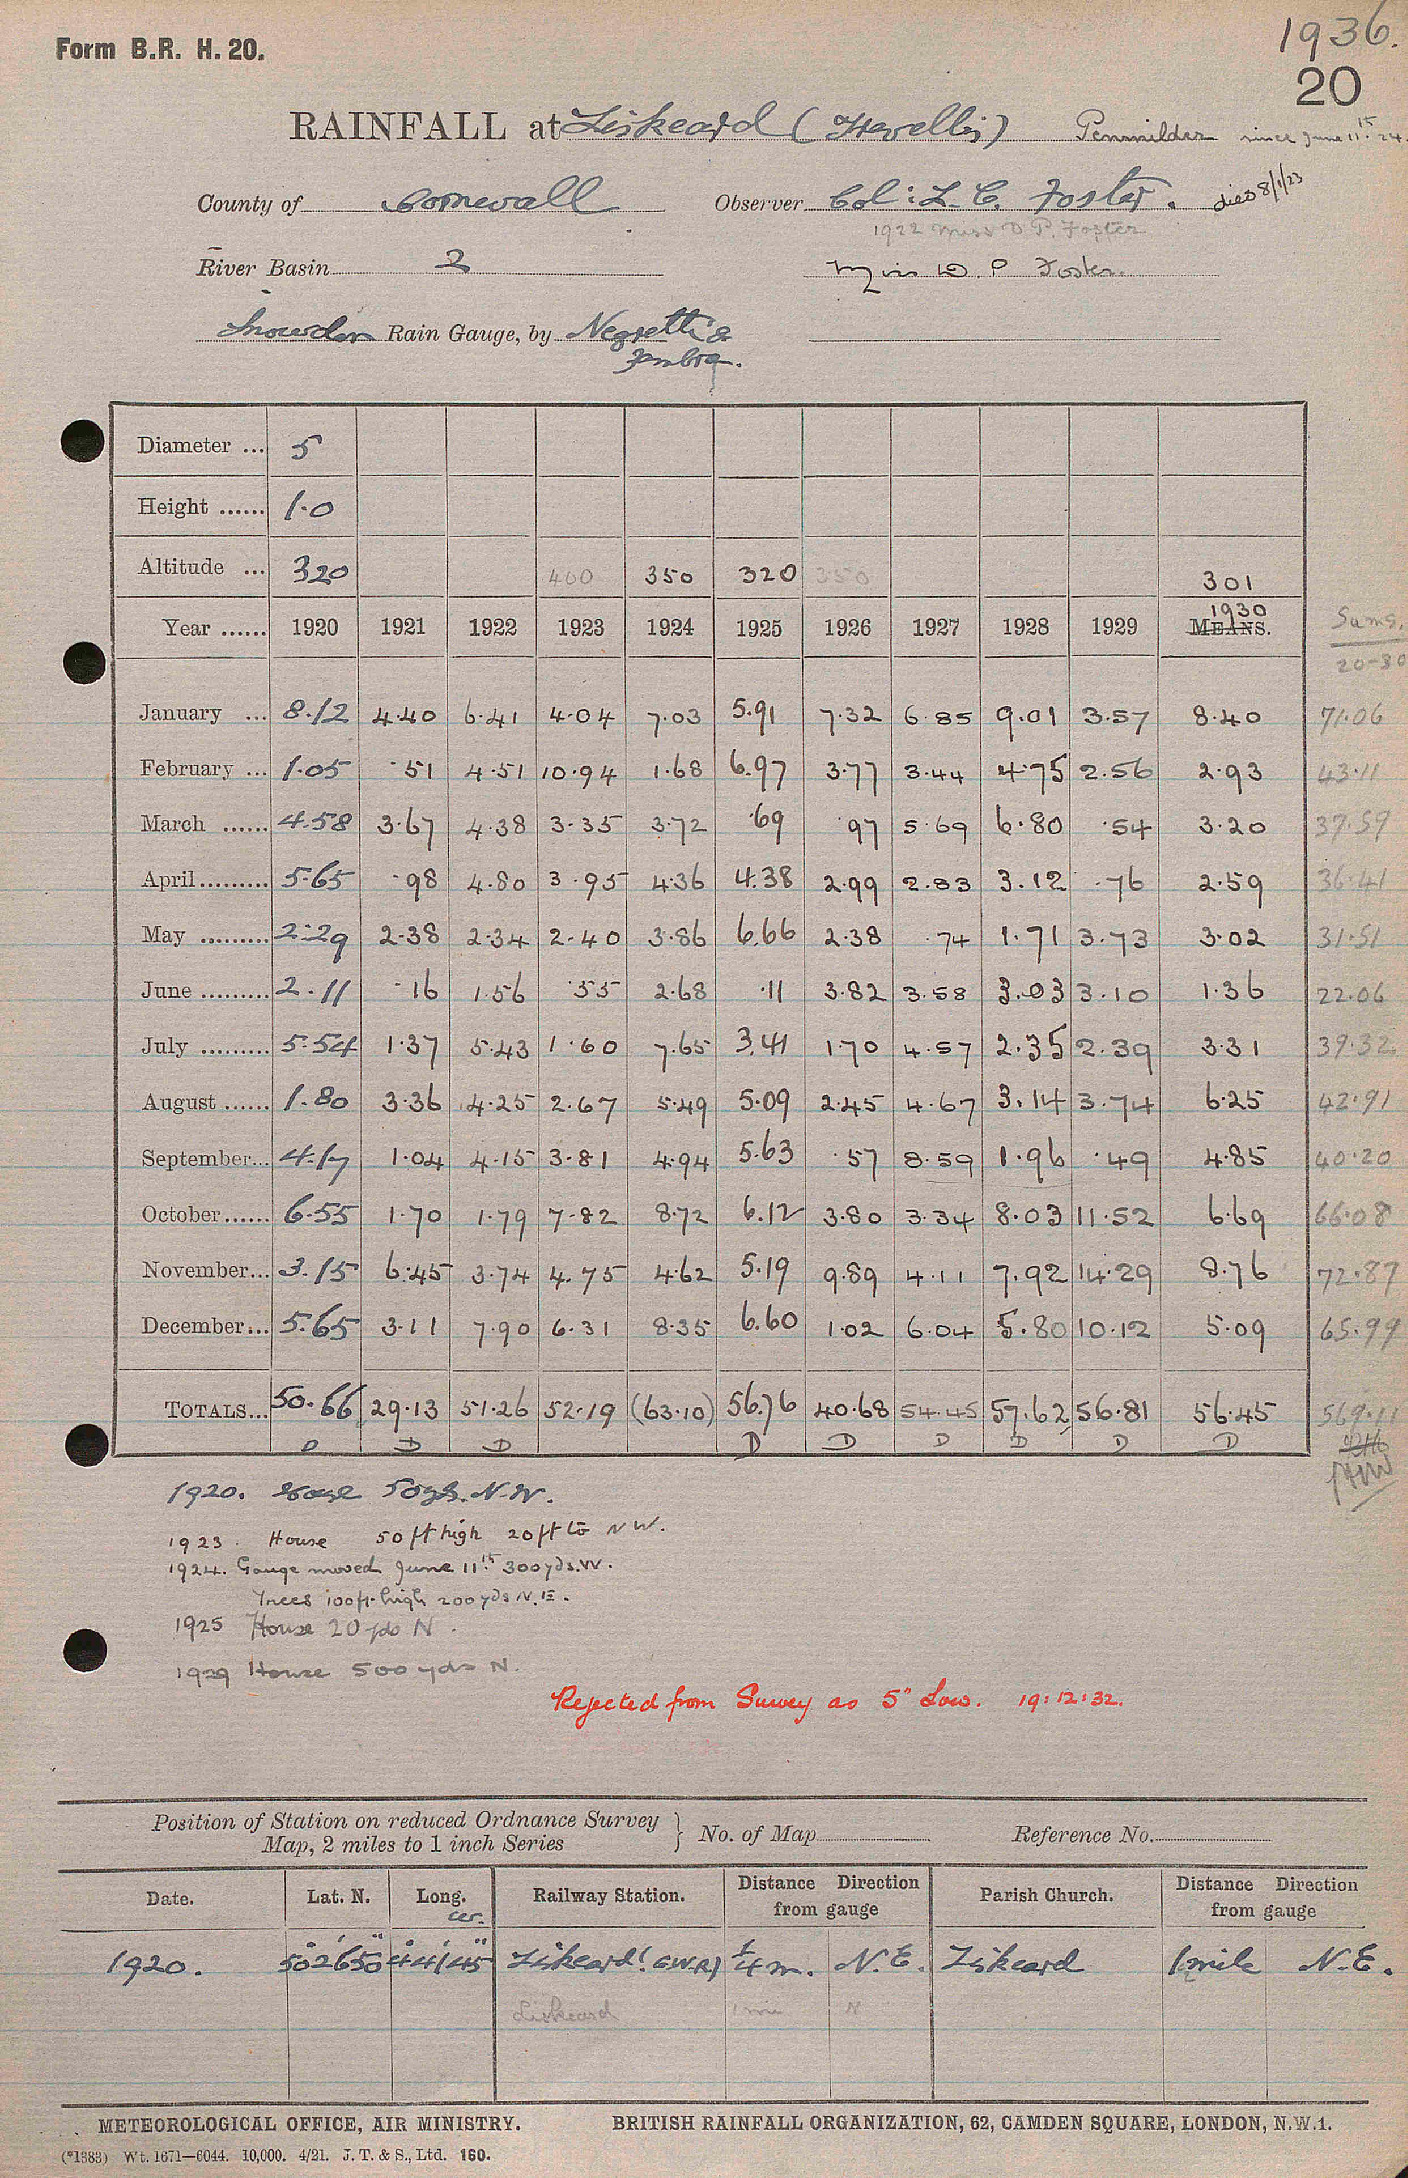 1936.
Form B.R. H. 20.
20
RAINFALL at Liskeard (Trevellis) Penmilder since June 11th 24.
County of Cornwall Observer Col: L. C. Foster. died 8/1/23
1922 Miss D. P. Foster
River Basin 2 Miss D P Foster.
Snowdon Rain Gauge, by Negretti &
Zambra.
Diameter ... 5
Height ...... 1.0
Altitude ... 320 400 350 320 350 301
Year ...... 1920 1921 1922 1923 1924 1925 1926 1927 1928 1929 MEANS. 1930 Sums. 20-30
January ... 8.12 4.40 6.41 4.04 7.03 5.91 7.32 6.85 9.01 3.57 8.40 71.06
February ... 1.05 .51 4.51 10.94 1.68 6.97 3.77 3.44 4.75 2.56 2.93 43.11
March ...... 4.58 3.67 4.38 3.35 3.72 .69 .97 5.69 6.80 .54 3.20 37.59
April ......... 5.65 .98 4.80 3.95 4.36 4.38 2.99 2.83 3.12 .76 2.59 36.41
May ......... 2.29 2.38 2.34 2.40 3.86 6.66 2.38 .74 1.71 3.73 3.02 31.51
June ......... 2.11 .16 1.56 .55 2.68 .11 3.82 3.58 3.03 3.10 1.36 22.06
July ......... 5.54 1.37 5.43 1.60 7.65 3.41 1.70 4.57 2.35 2.39 3.31 39.32
August ...... 1.80 3.36 4.25 2.67 5.49 5.09 2.45 4.67 3.14 3.74 6.25 42.91
September... 4.17 1.04 4.15 3.81 4.94 5.63 .57 8.59 1.96 .49 4.85 40.20
October...... 6.55 1.70 1.79 7.82 8.72 6.12 3.80 3.34 8.03 11.52 6.69 66.08
November... 3.15 6.45 3.74 4.75 4.62 5.19 9.89 4.11 7.92 14.29 8.76 72.87
December... 5.65 3.11 7.90 6.31 8.35 6.60 1.02 6.04 5.80 10.12 5.09 65.99
TOTALS... 50.66 29.13 51.26 52.19 (63.10) 56.76 40.68 54.45 57.62 56.81 56.45 569.11
D D D D D D D D D
1920. House 50yds. N.W.
1923. House 50 ft high 20 ft to NW.
1924. Gauge moved June 11th 300 yds. W.
Trees 100 ft. high 200 yds N.E.
1925 House 20 yds N.
1929 House 500 yds N.
Rejected from Survey as 5" Low. 19:12:32.
Position of Station on reduced Ordnance Survey
Map, 2 miles to 1 inch Series } No. of Map Reference No.
Date. Lat. N. Long. Railway Station. Distance Direction from gauge Parish Church. Distance Direction from gauge
1920. 50° 26' 50" 4° 41' 45" Liskeard (G.W.R) 1/4 m. N.E. Liskeard 1/2 mile N.E.
Liskeard N
METEOROLOGICAL OFFICE, AIR MINISTRY. BRITISH RAINFALL ORGANIZATION, 62, CAMDEN SQUARE, LONDON, N.W.1.
(*1383) Wt. 1671—6044. 10,000. 4/21. J. T. & S., Ltd. 160.